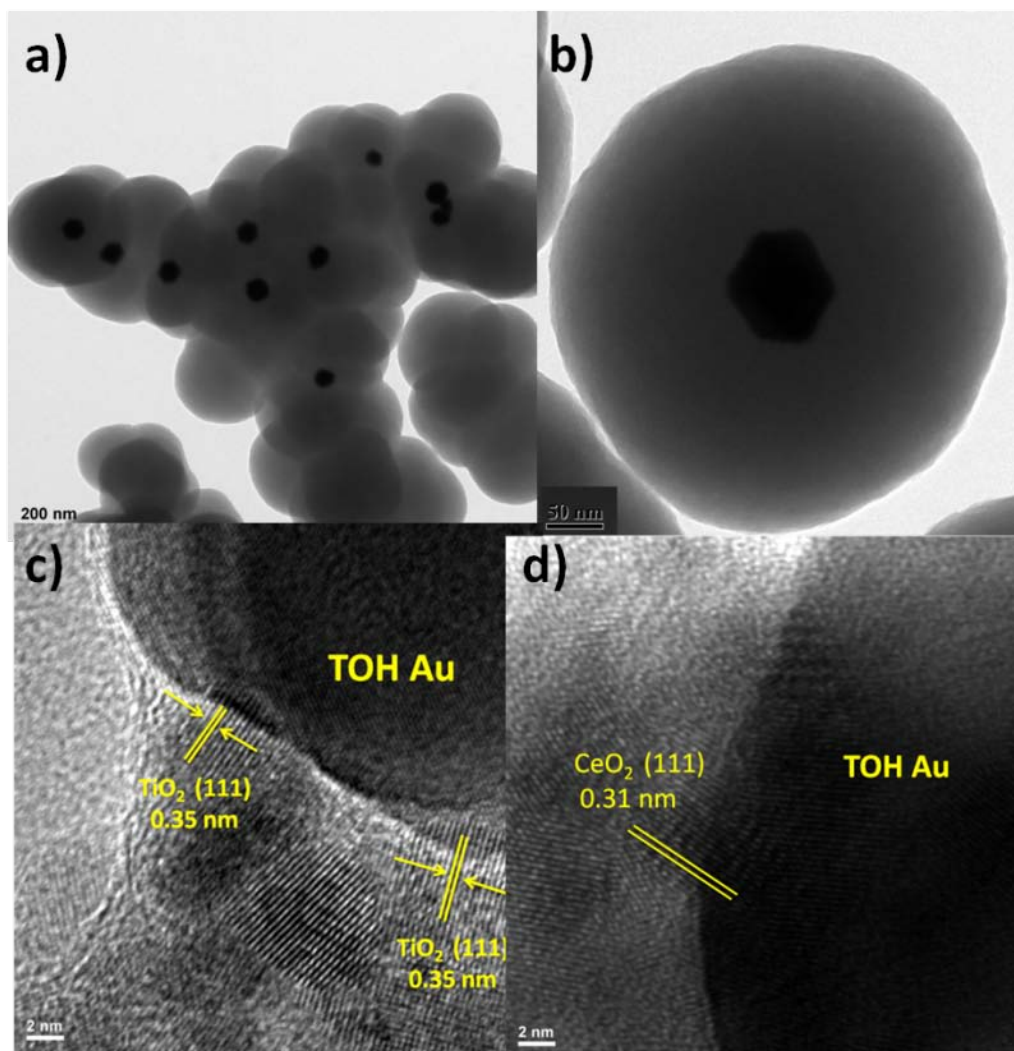 a)
b)
200 nm
50 nm
c)
d)
TOH Au
TiO₂ (111)
0.35 nm
TiO₂ (111)
0.35 nm
2 nm
CeO₂ (111)
0.31 nm
TOH Au
2 nm